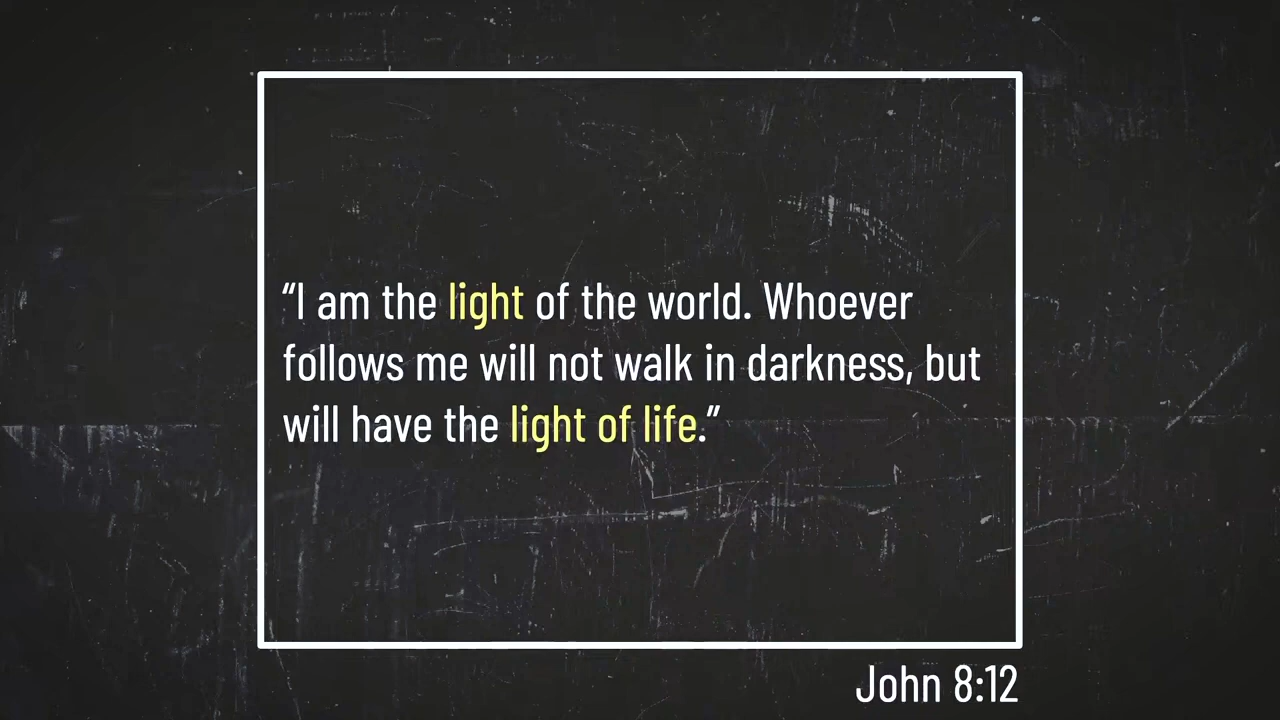 “I am the light of the world. Whoever
follows me will not walk in darkness, but
will have the light of life.”
John 8:12